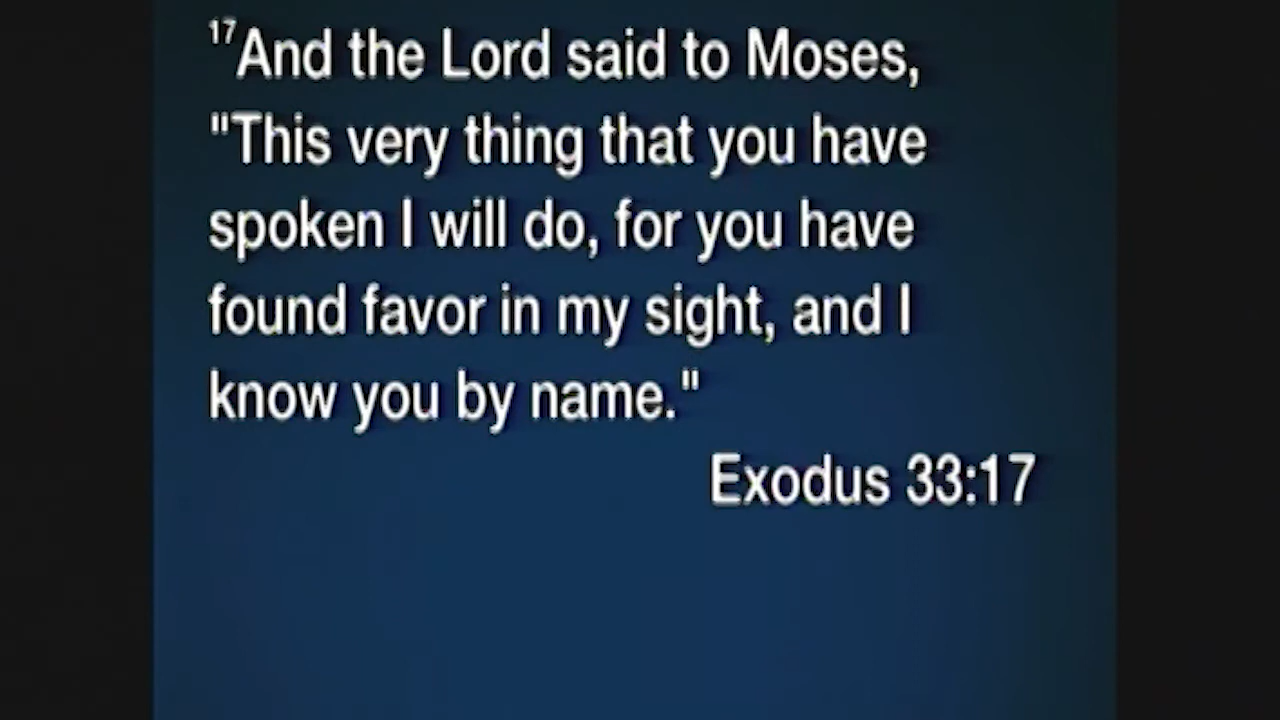 17And the Lord said to Moses,
"This very thing that you have
spoken I will do, for you have
found favor in my sight, and I
know you by name."
Exodus 33:17